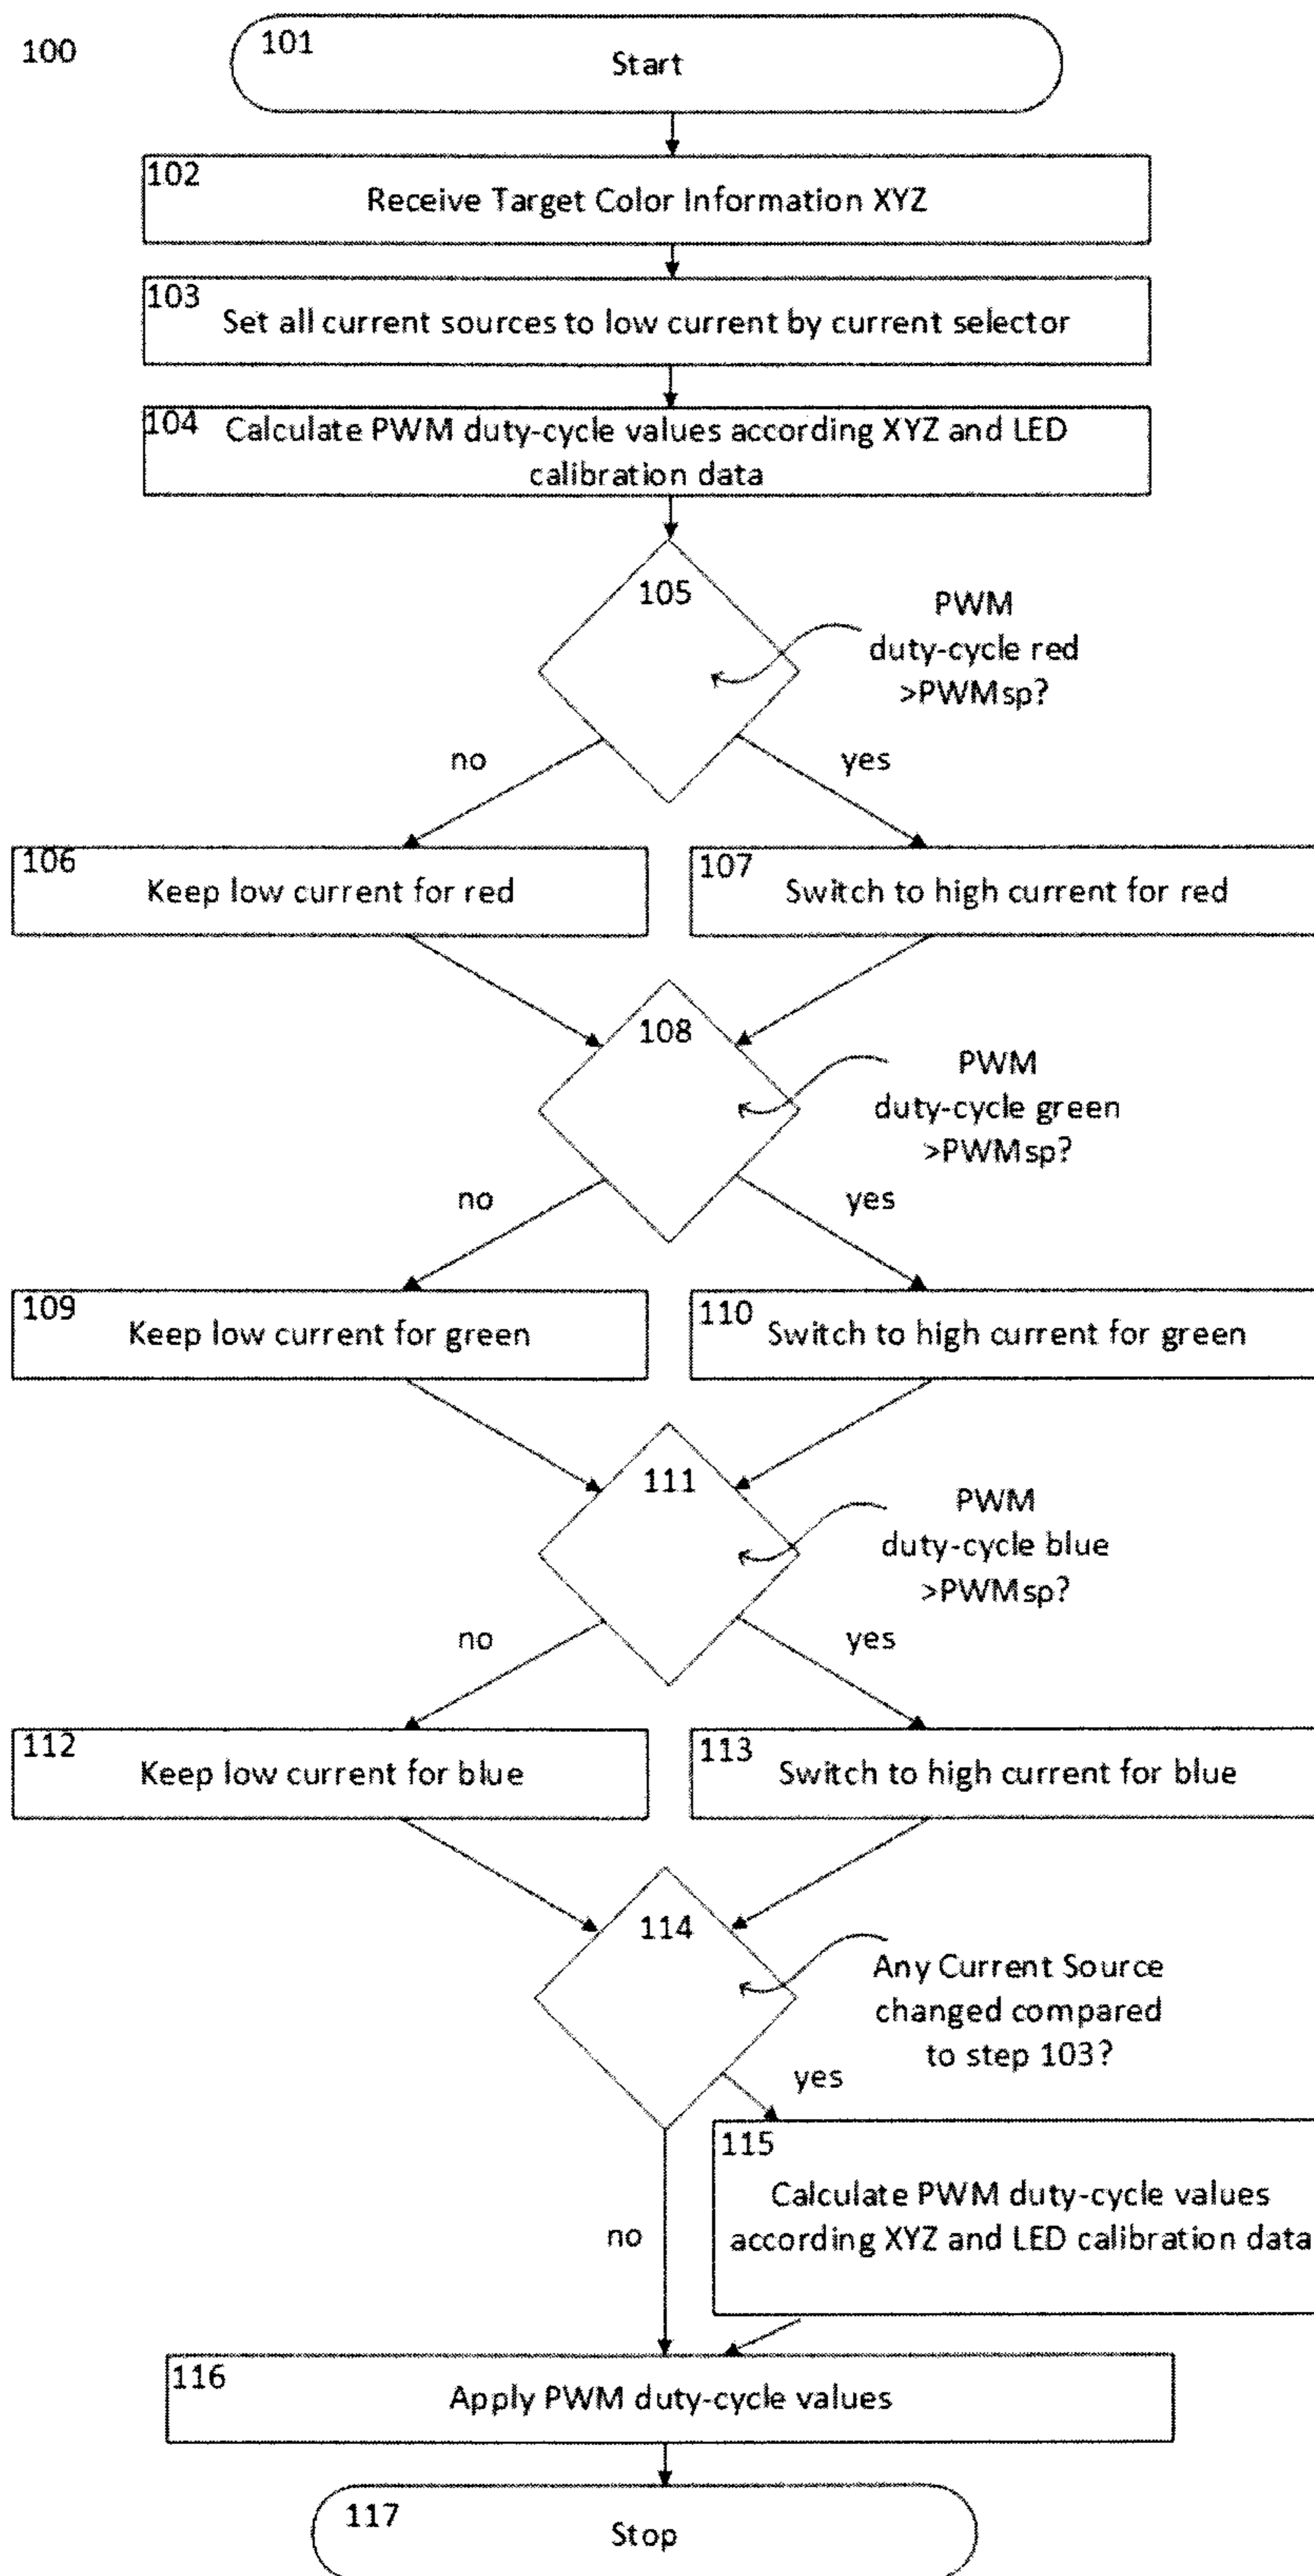 100
101
Start
102
Receive Target Color Information XYZ
103
Set all current sources to low current by current selector
104
Calculate PWM duty-cycle values according XYZ and LED
calibration data
105
PWM
duty-cycle red
>PWMsp?
no
yes
106
Keep low current for red
107
Switch to high current for red
108
PWM
duty-cycle green
>PWMsp?
no
yes
109
Keep low current for green
110
Switch to high current for green
111
PWM
duty-cycle blue
>PWMsp?
no
yes
112
Keep low current for blue
113
Switch to high current for blue
114
Any Current Source
changed compared
to step 103?
yes
115
Calculate PWM duty-cycle values
according XYZ and LED calibration data
no
116
Apply PWM duty-cycle values
117
Stop